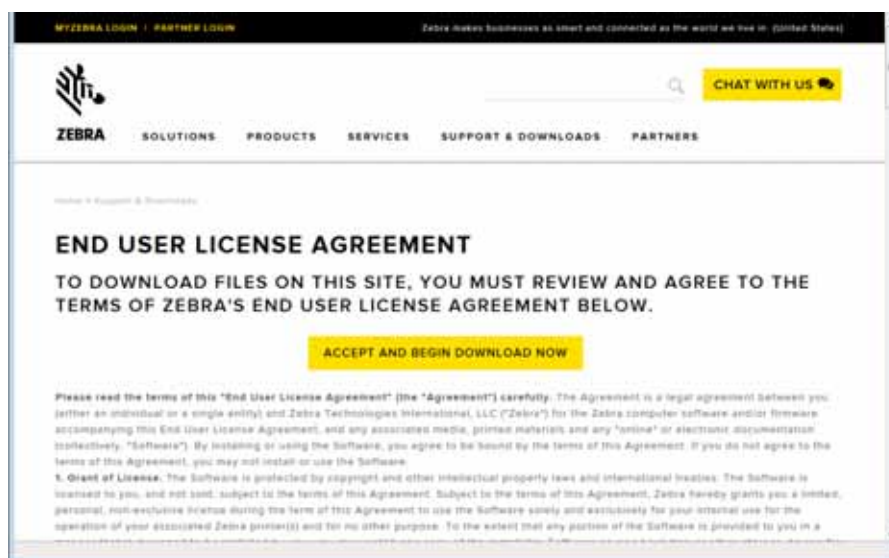 MYZEBRA LOGIN / PARTNER LOGIN
Zebra makes businesses as smart and connected as the world we live in (United States)
CHAT WITH US
ZEBRA
SOLUTIONS PRODUCTS SERVICES SUPPORT & DOWNLOADS PARTNERS
Home > Support & Downloads
END USER LICENSE AGREEMENT
TO DOWNLOAD FILES ON THIS SITE, YOU MUST REVIEW AND AGREE TO THE
TERMS OF ZEBRA'S END USER LICENSE AGREEMENT BELOW.
ACCEPT AND BEGIN DOWNLOAD NOW
Please read the terms of this "End User License Agreement" (the "Agreement") carefully. The Agreement is a legal agreement between you
(either an individual or a single entity) and Zebra Technologies International, LLC ("Zebra") for the Zebra computer software and/or firmware
accompanying this End User License Agreement, and any associated media, printed materials and any "online" or electronic documentation
(collectively, "Software"). By installing or using the Software, you agree to be bound by the terms of this Agreement. If you do not agree to the
terms of this Agreement, you may not install or use the Software.
1. Grant of License. The Software is protected by copyright and other intellectual property laws and international treaties. The Software is
licensed to you, and not sold, subject to the terms of this Agreement. Subject to the terms of this Agreement, Zebra hereby grants you a limited,
personal, non-exclusive license during the term of this Agreement to use the Software solely and exclusively for your internal use for the
operation of your associated Zebra printer(s) and for no other purpose. To the extent that any portion of the Software is provided to you in a